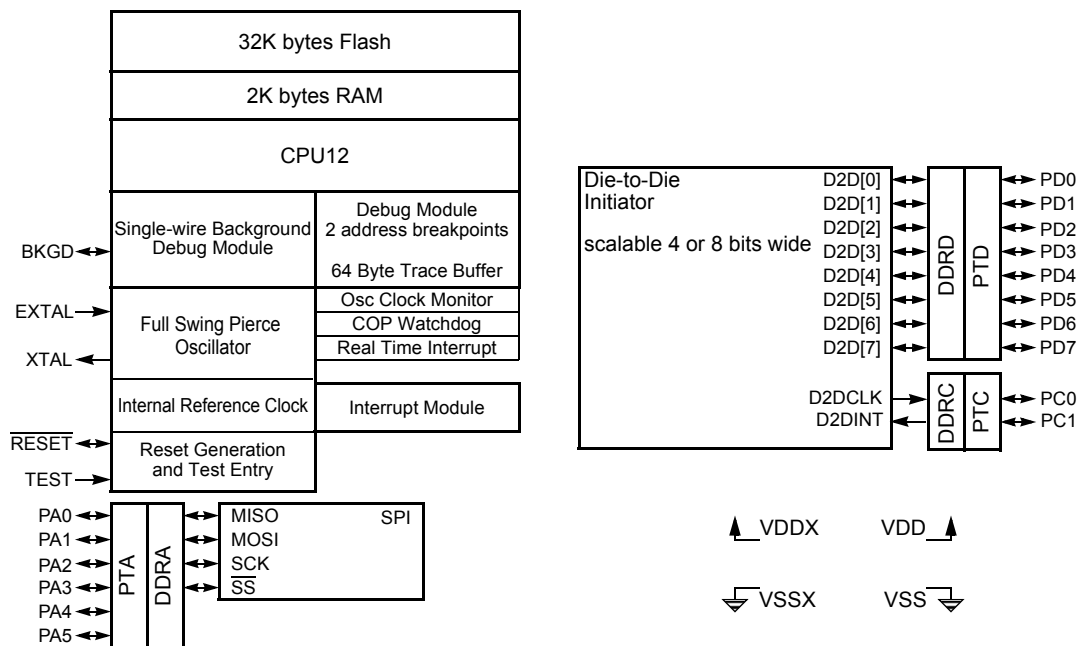 32K bytes Flash
2K bytes RAM
CPU12
Single-wire Background
Debug Module
Debug Module
2 address breakpoints
64 Byte Trace Buffer
BKGD
EXTAL
XTAL
Full Swing Pierce
Oscillator
Osc Clock Monitor
COP Watchdog
Real Time Interrupt
Internal Reference Clock
Interrupt Module
RESET
TEST
Reset Generation
and Test Entry
PA0
PA1
PA2
PA3
PA4
PA5
PTA
DDRA
MISO
MOSI
SCK
SS
SPI
Die-to-Die
Initiator
scalable 4 or 8 bits wide
D2D[0]
D2D[1]
D2D[2]
D2D[3]
D2D[4]
D2D[5]
D2D[6]
D2D[7]
DDRD
PTD
PD0
PD1
PD2
PD3
PD4
PD5
PD6
PD7
D2DCLK
D2DINT
DDRC
PTC
PC0
PC1
VDDX
VDD
VSSX
VSS